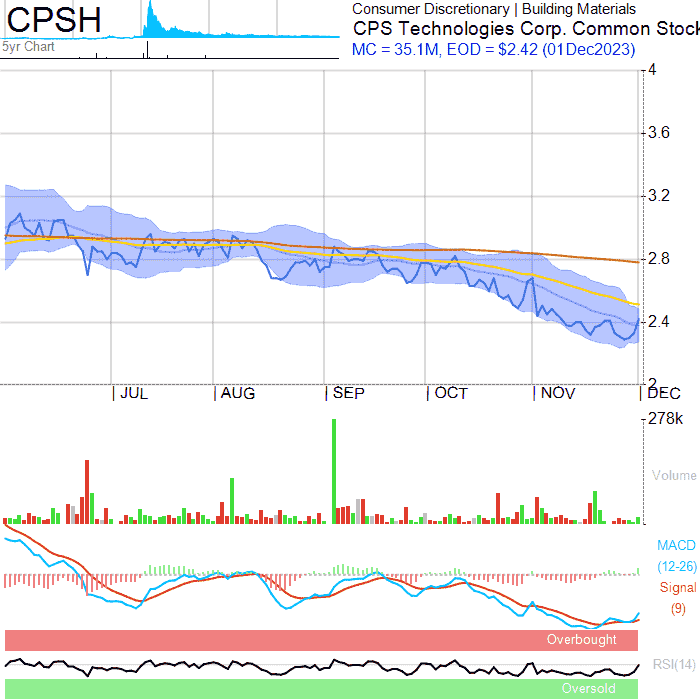 CPSH
5yr Chart
Consumer Discretionary | Building Materials
CPS Technologies Corp. Common Stock
MC = 35.1M, EOD = $2.42 (01Dec2023)
4
3.6
3.2
2.8
2.4
2
JUL AUG SEP OCT NOV DEC
278k
Volume
MACD
(12-26)
Signal
(9)
Overbought
RSI(14)
Oversold